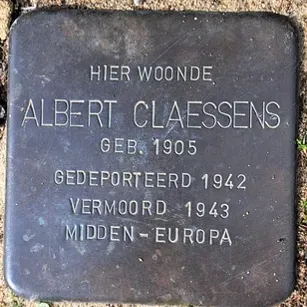 HIER WOONDE
ALBERT CLAESSENS
GEB. 1905
GEDEPORTEERD 1942
VERMOORD 1943
MIDDEN-EUROPA